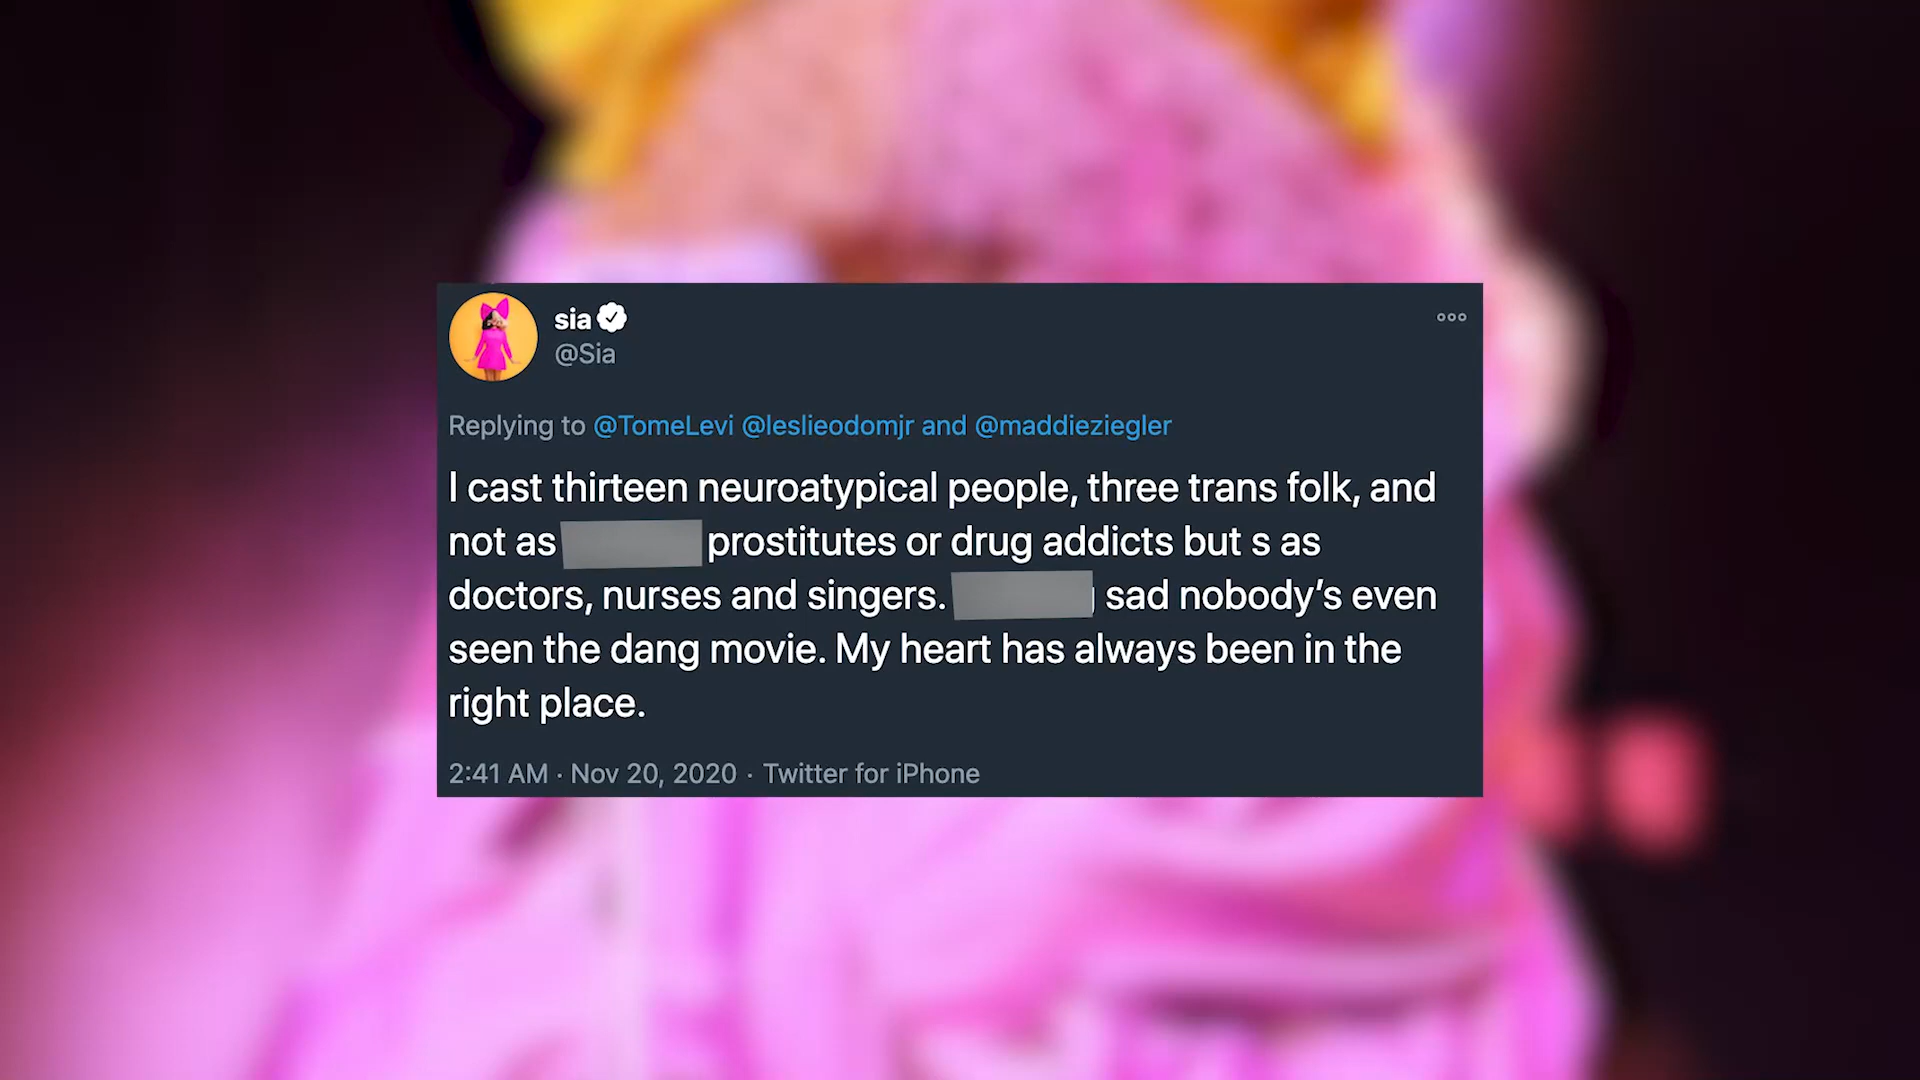 sia
@Sia
Replying to @TomeLevi @leslieodomjr and @maddieziegler
I cast thirteen neuroatypical people, three trans folk, and
not as prostitutes or drug addicts but s as
doctors, nurses and singers. sad nobody’s even
seen the dang movie. My heart has always been in the
right place.
2:41 AM · Nov 20, 2020 · Twitter for iPhone